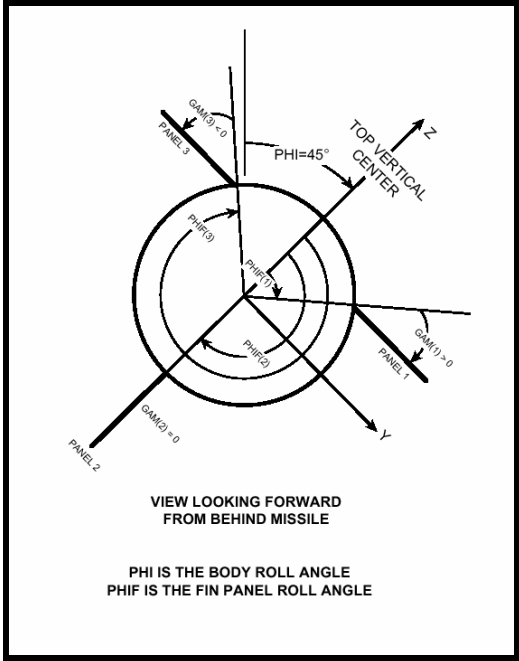 GAM(3) < 0
PANEL 3
PHI=45°
TOP VERTICAL
CENTER
Z
PHIF(3)
PHIF(1)
PHIF(2)
GAM(1) > 0
PANEL 1
Y
GAM(2) = 0
PANEL 2
VIEW LOOKING FORWARD
FROM BEHIND MISSILE
PHI IS THE BODY ROLL ANGLE
PHIF IS THE FIN PANEL ROLL ANGLE